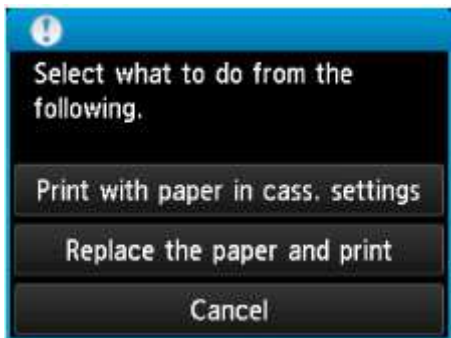 Select what to do from the
following.
Print with paper in cass. settings
Replace the paper and print
Cancel